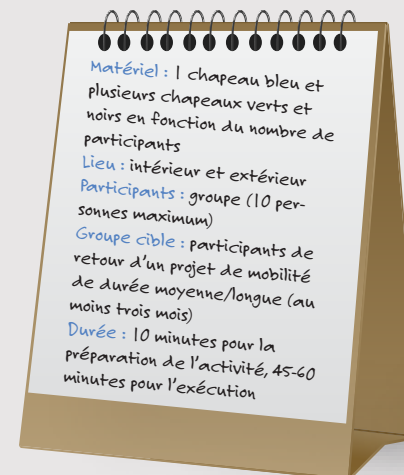 Matériel : 1 chapeau bleu et
plusieurs chapeaux verts et
noirs en fonction du nombre de
participants
Lieu : intérieur et extérieur
Participants : groupe (10 per-
sonnes maximum)
Groupe cible : participants de
retour d'un projet de mobilité
de durée moyenne/longue (au
moins trois mois)
Durée : 10 minutes pour la
préparation de l'activité, 45-60
minutes pour l'exécution